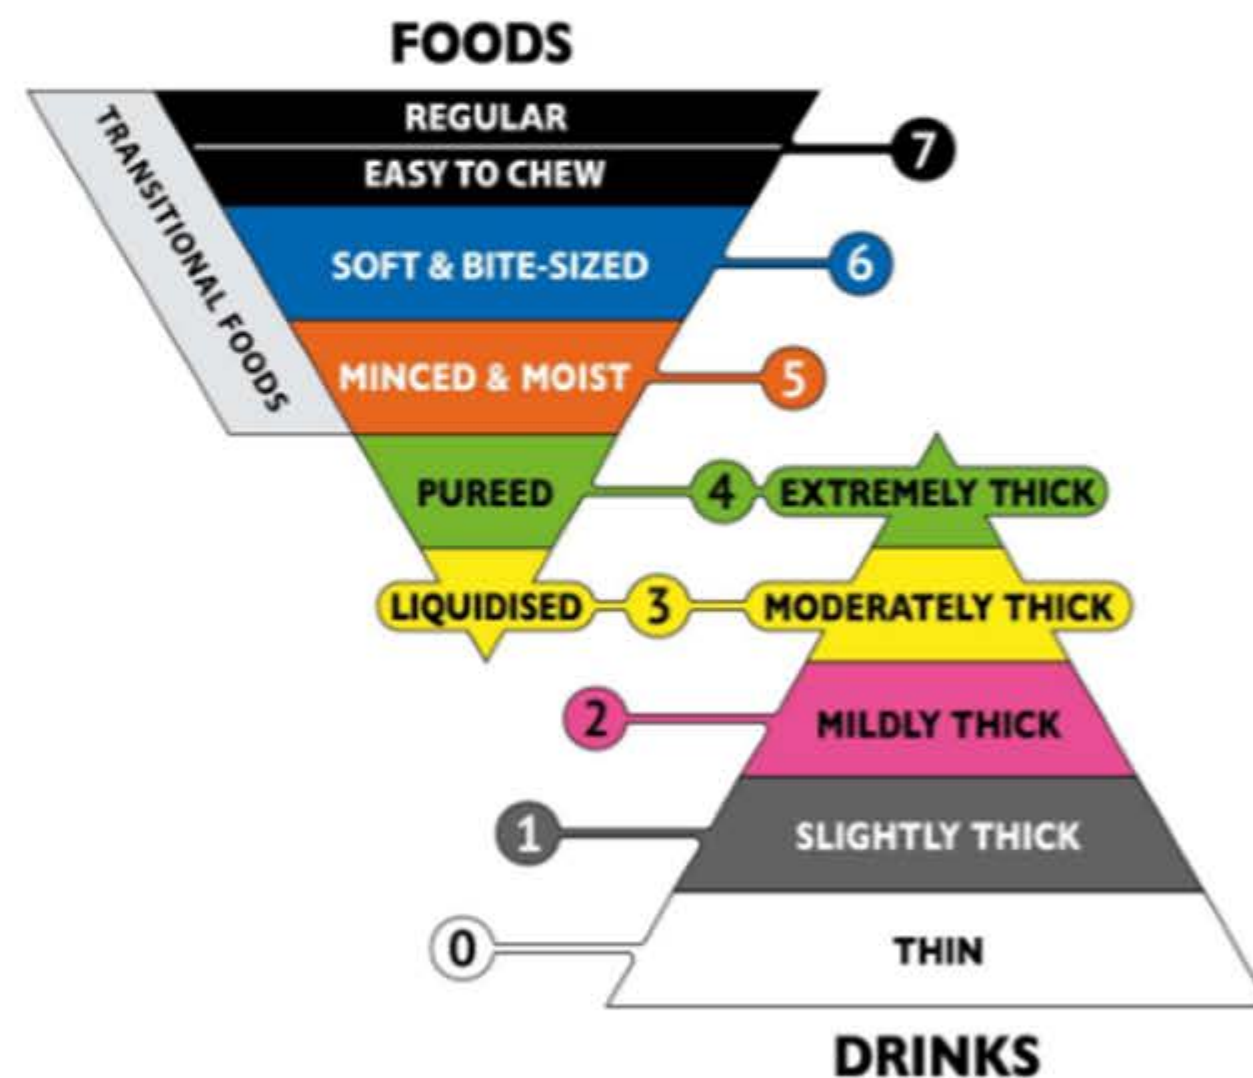 FOODS
TRANSITIONAL FOODS
REGULAR
EASY TO CHEW
7
SOFT & BITE-SIZED
6
MINCED & MOIST
5
PUREED
4
EXTREMELY THICK
LIQUIDISED
3
MODERATELY THICK
2
MILDLY THICK
1
SLIGHTLY THICK
0
THIN
DRINKS